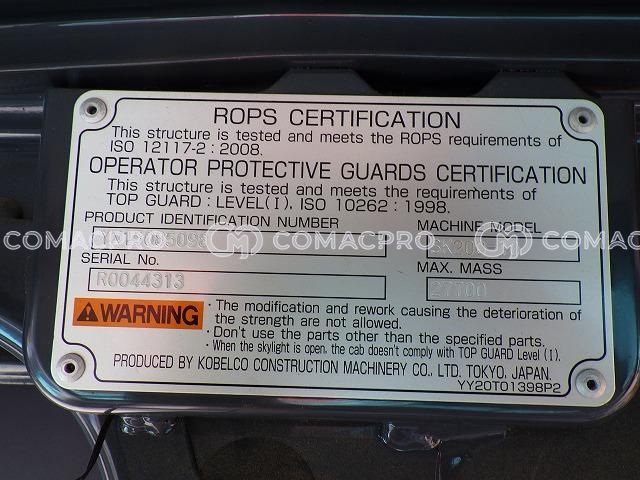 ROPS CERTIFICATION
This structure is tested and meets the ROPS requirements of
ISO 12117-2 : 2008.
OPERATOR PROTECTIVE GUARDS CERTIFICATION
This structure is tested and meets the requirements of
TOP GUARD : LEVEL(I), ISO 10262 : 1998.
PRODUCT IDENTIFICATION NUMBER
MACHINE MODEL
COMACPRO COMACPRO COMACPRO
SERIAL No.
R0044313
MAX. MASS
27700
WARNING
· The modification and rework causing the deterioration of
the strength are not allowed.
· Don't use the parts other than the specified parts.
· When the skylight is open, the cab doesn't comply with TOP GUARD Level (I).
PRODUCED BY KOBELCO CONSTRUCTION MACHINERY CO., LTD. TOKYO, JAPAN.
YY20T01398P2